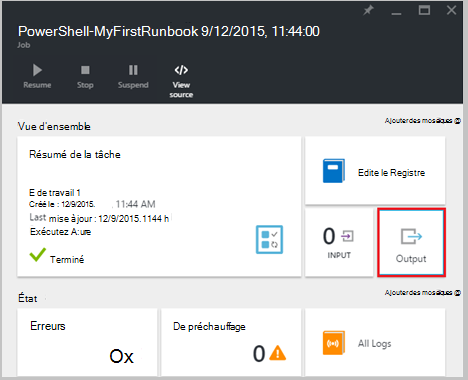 PowerShell-MyFirstRunbook 9/12/2015, 11:44:00
Job
Resume
Stop
Suspend
View source
Vue d'ensemble
Ajouter des mosaïques
Résumé de la tâche
E de travail 1
Créé le : 12/9/2015. 11:44 AM
Last mise à jour : 12/9/2015.1144 h
Exécutez A:ure
Terminé
Edite le Registre
0
INPUT
Output
État
Ajouter des mosaïques
Erreurs
Ox
De préchauffage
0
All Logs